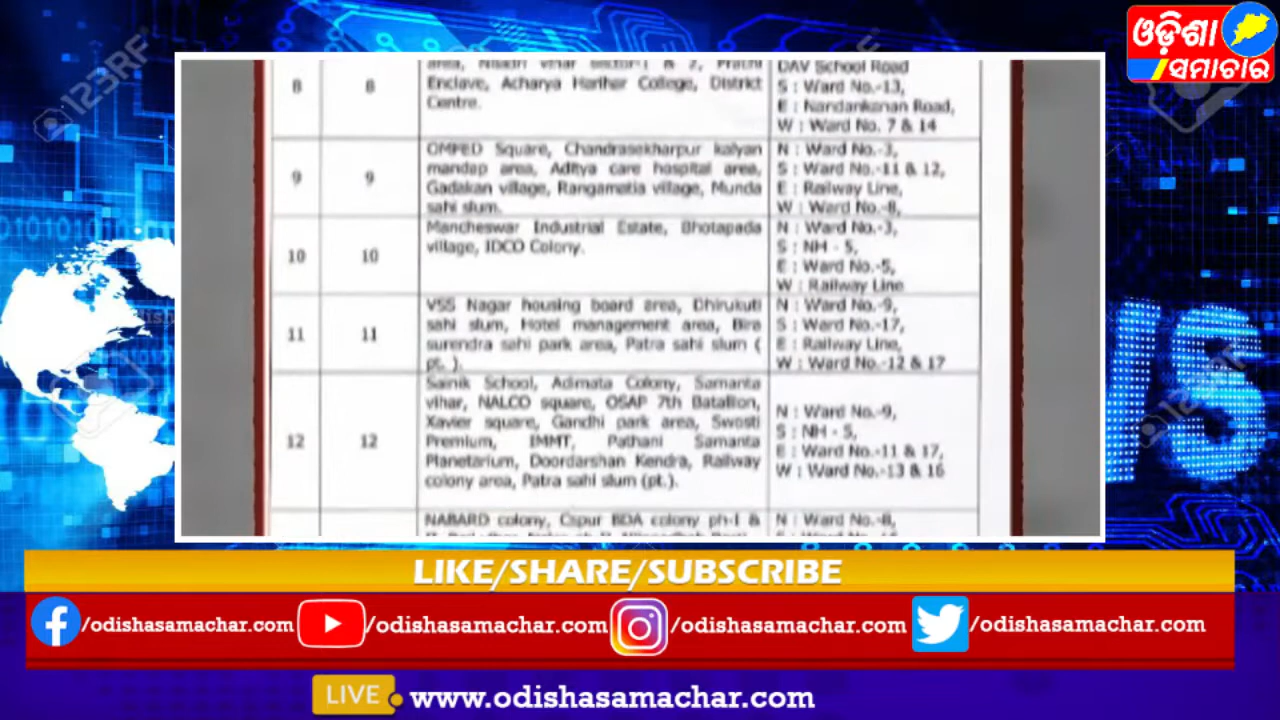 ଓଡ଼ିଶା
ସମାଚାର
123RF
8 8 area, Niladri vihar sector-1 & 2, Prachi
Enclave, Acharya Harihar College, District
Centre.
DAV School Road
S : Ward No.-13,
E : Nandankanan Road,
W : Ward No. 7 & 14
9 9 OMFED Square, Chandrasekharpur kalyan
mandap area, Aditya care hospital area,
Gadakan village, Rangamatia village, Munda
sahi slum.
N : Ward No.-3,
S : Ward No.-11 & 12,
E : Railway Line,
W : Ward No.-8,
10 10 Mancheswar Industrial Estate, Bhotapada
village, IDCO Colony.
N : Ward No.-3,
S : NH - 5,
E : Ward No.-5,
W : Railway Line
11 11 VSS Nagar housing board area, Dhirukuti
sahi slum, Hotel management area, Bira
surendra sahi park area, Patra sahi slum (
pt. ).
N : Ward No.-9,
S : Ward No.-17,
E : Railway Line,
W : Ward No.-12 & 17
12 12 Sainik School, Adimata Colony, Samanta
vihar, NALCO square, OSAP 7th Batallion,
Xavier square, Gandhi park area, Swosti
Premium, IMMT, Pathani Samanta
Planetarium, Doordarshan Kendra, Railway
colony area, Patra sahi slum (pt.).
N : Ward No.-9,
S : NH - 5,
E : Ward No.-11 & 17,
W : Ward No.-13 & 16
NABARD colony, Cspur BDA colony ph-I &
N : Ward No.-8,
LIKE/SHARE/SUBSCRIBE
/odishasamachar.com /odishasamachar.com /odishasamachar.com /odishasamachar.com
LIVE www.odishasamachar.com